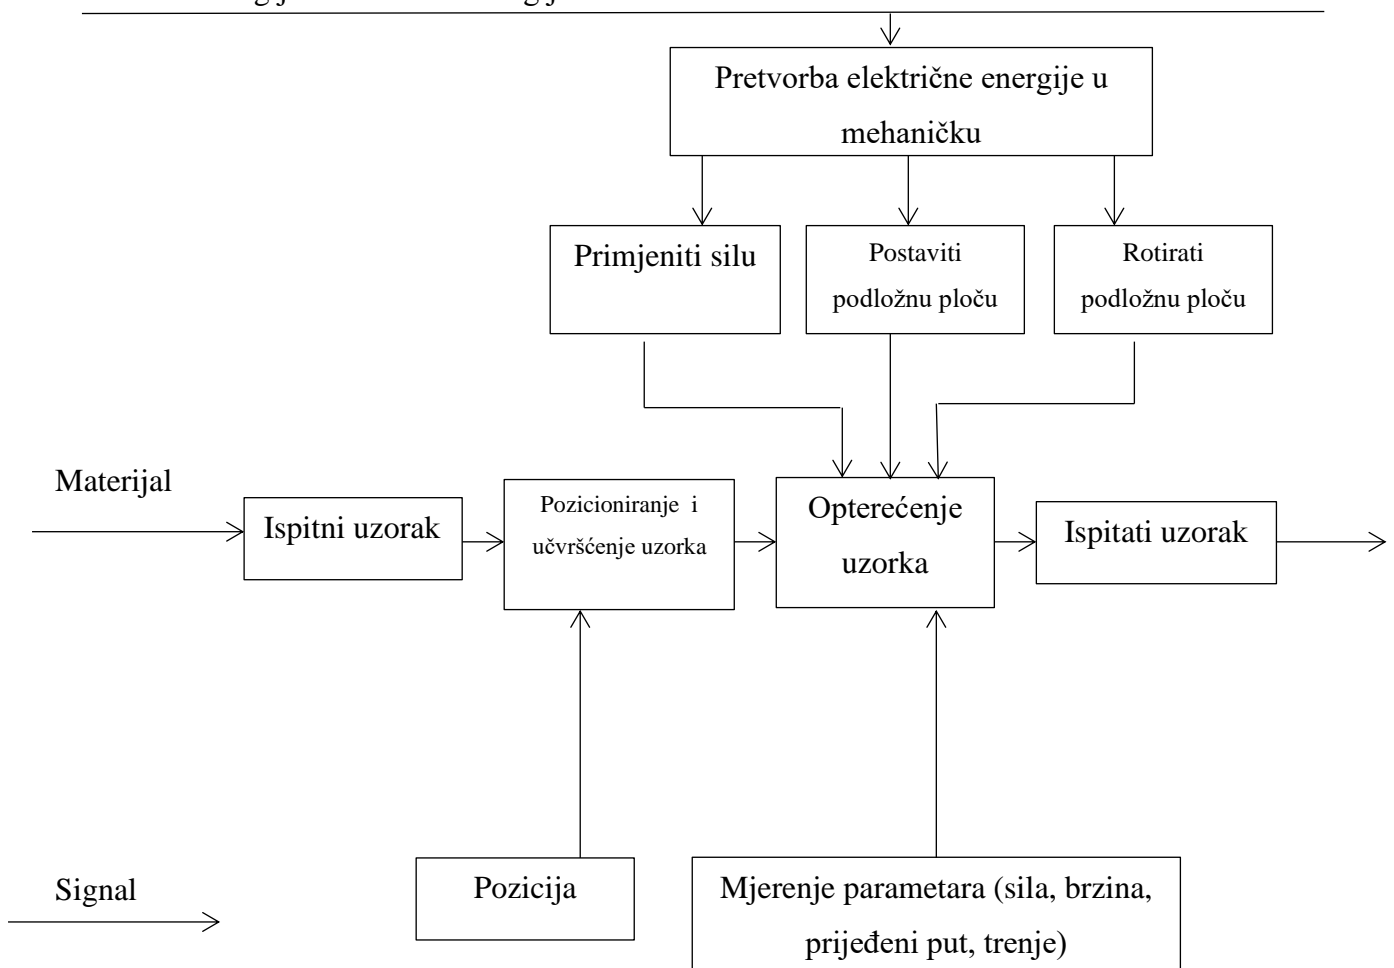 Pretvorba električne energije u
mehaničku
Primjeniti silu
Postaviti
podložnu ploču
Rotirati
podložnu ploču
Materijal
Ispitni uzorak
Pozicioniranje i
učvršćenje uzorka
Opterećenje
uzorka
Ispitati uzorak
Signal
Pozicija
Mjerenje parametara (sila, brzina,
prijeđeni put, trenje)